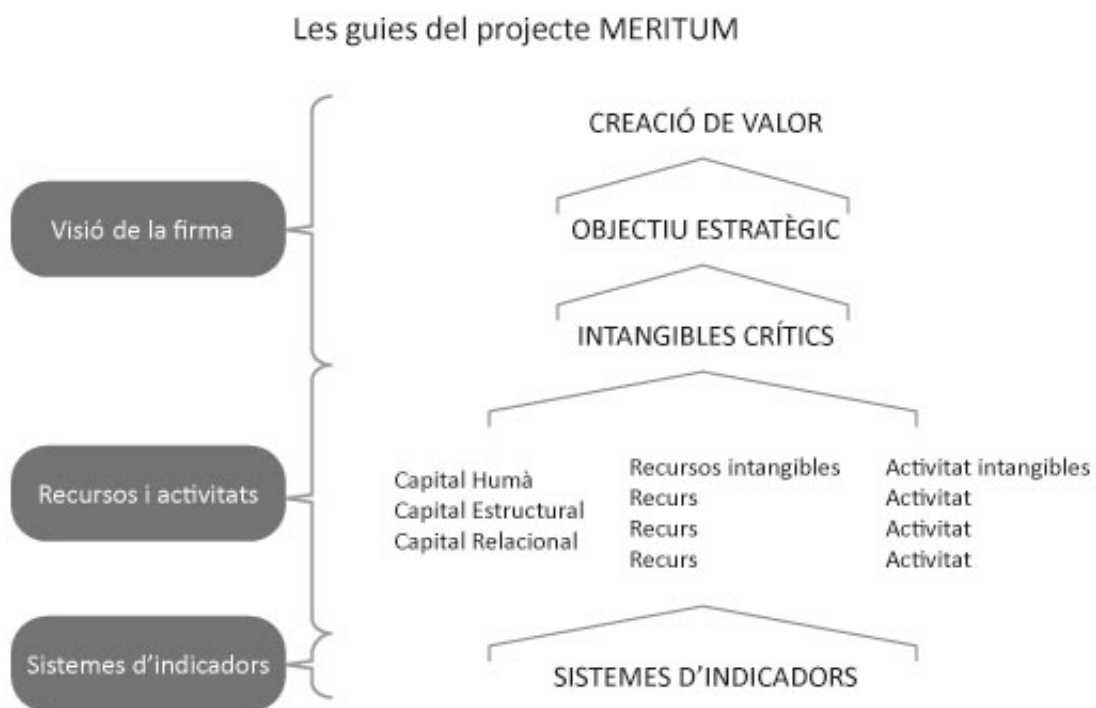 Les guies del projecte MERITUM
Visió de la firma
CREACIÓ DE VALOR
OBJECTIU ESTRATÈGIC
INTANGIBLES CRÍTICS
Recursos i activitats
Capital Humà
Capital Estructural
Capital Relacional
Recursos intangibles
Recurs
Recurs
Recurs
Activitat intangibles
Activitat
Activitat
Activitat
Sistemes d’indicadors
SISTEMES D’INDICADORS